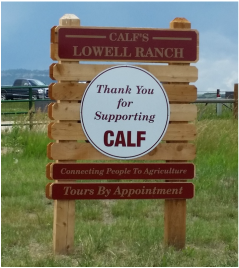 CALF'S
LOWELL RANCH
Thank You
for
Supporting
CALF
Connecting People To Agriculture
Tours By Appointment